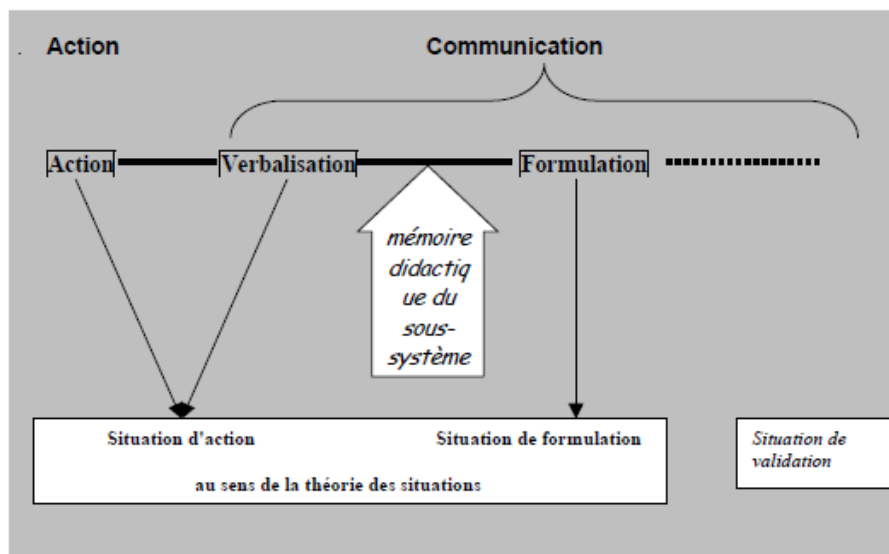 . Action Communication
Action Verbalisation Formulation
mémoire
didactiq
ue du
sous-
système
Situation d'action Situation de formulation
au sens de la théorie des situations
Situation de
validation